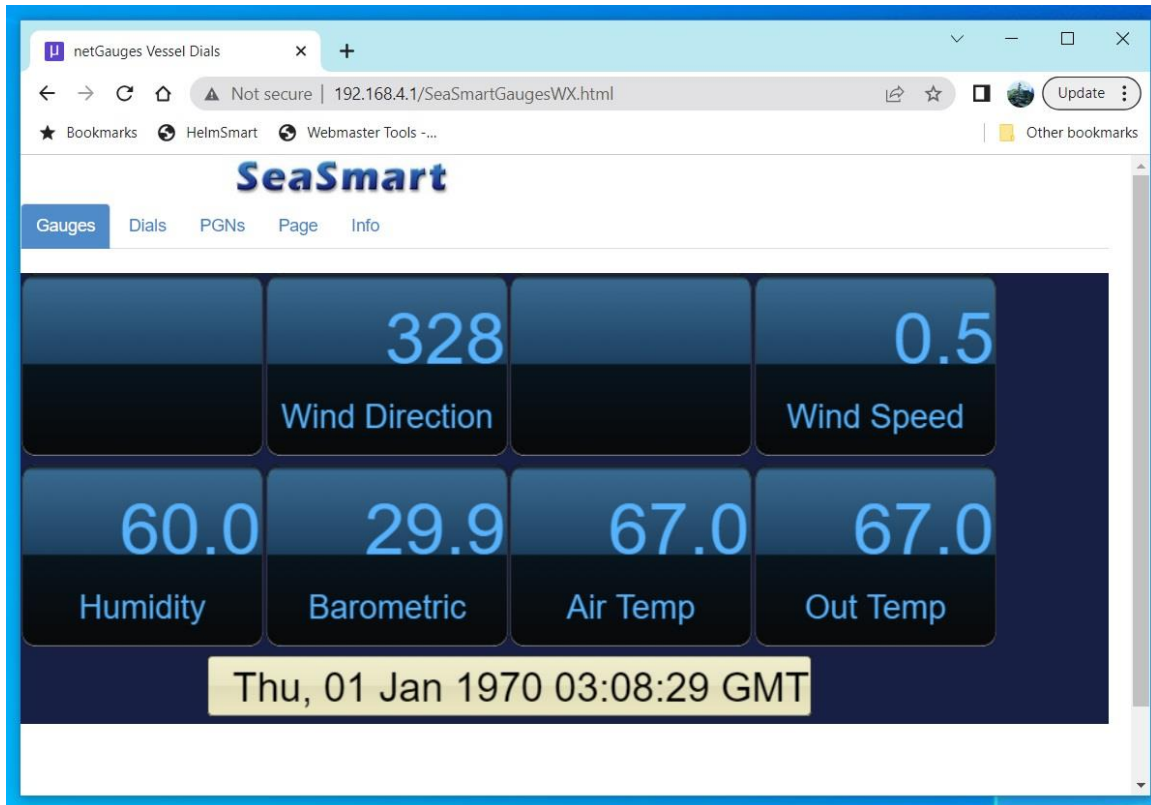 netGauges Vessel Dials
Not secure | 192.168.4.1/SeaSmartGaugesWX.html
Update
Bookmarks HelmSmart Webmaster Tools -... Other bookmarks
SeaSmart
Gauges Dials PGNs Page Info
328 0.5
Wind Direction Wind Speed
60.0 29.9 67.0 67.0
Humidity Barometric Air Temp Out Temp
Thu, 01 Jan 1970 03:08:29 GMT